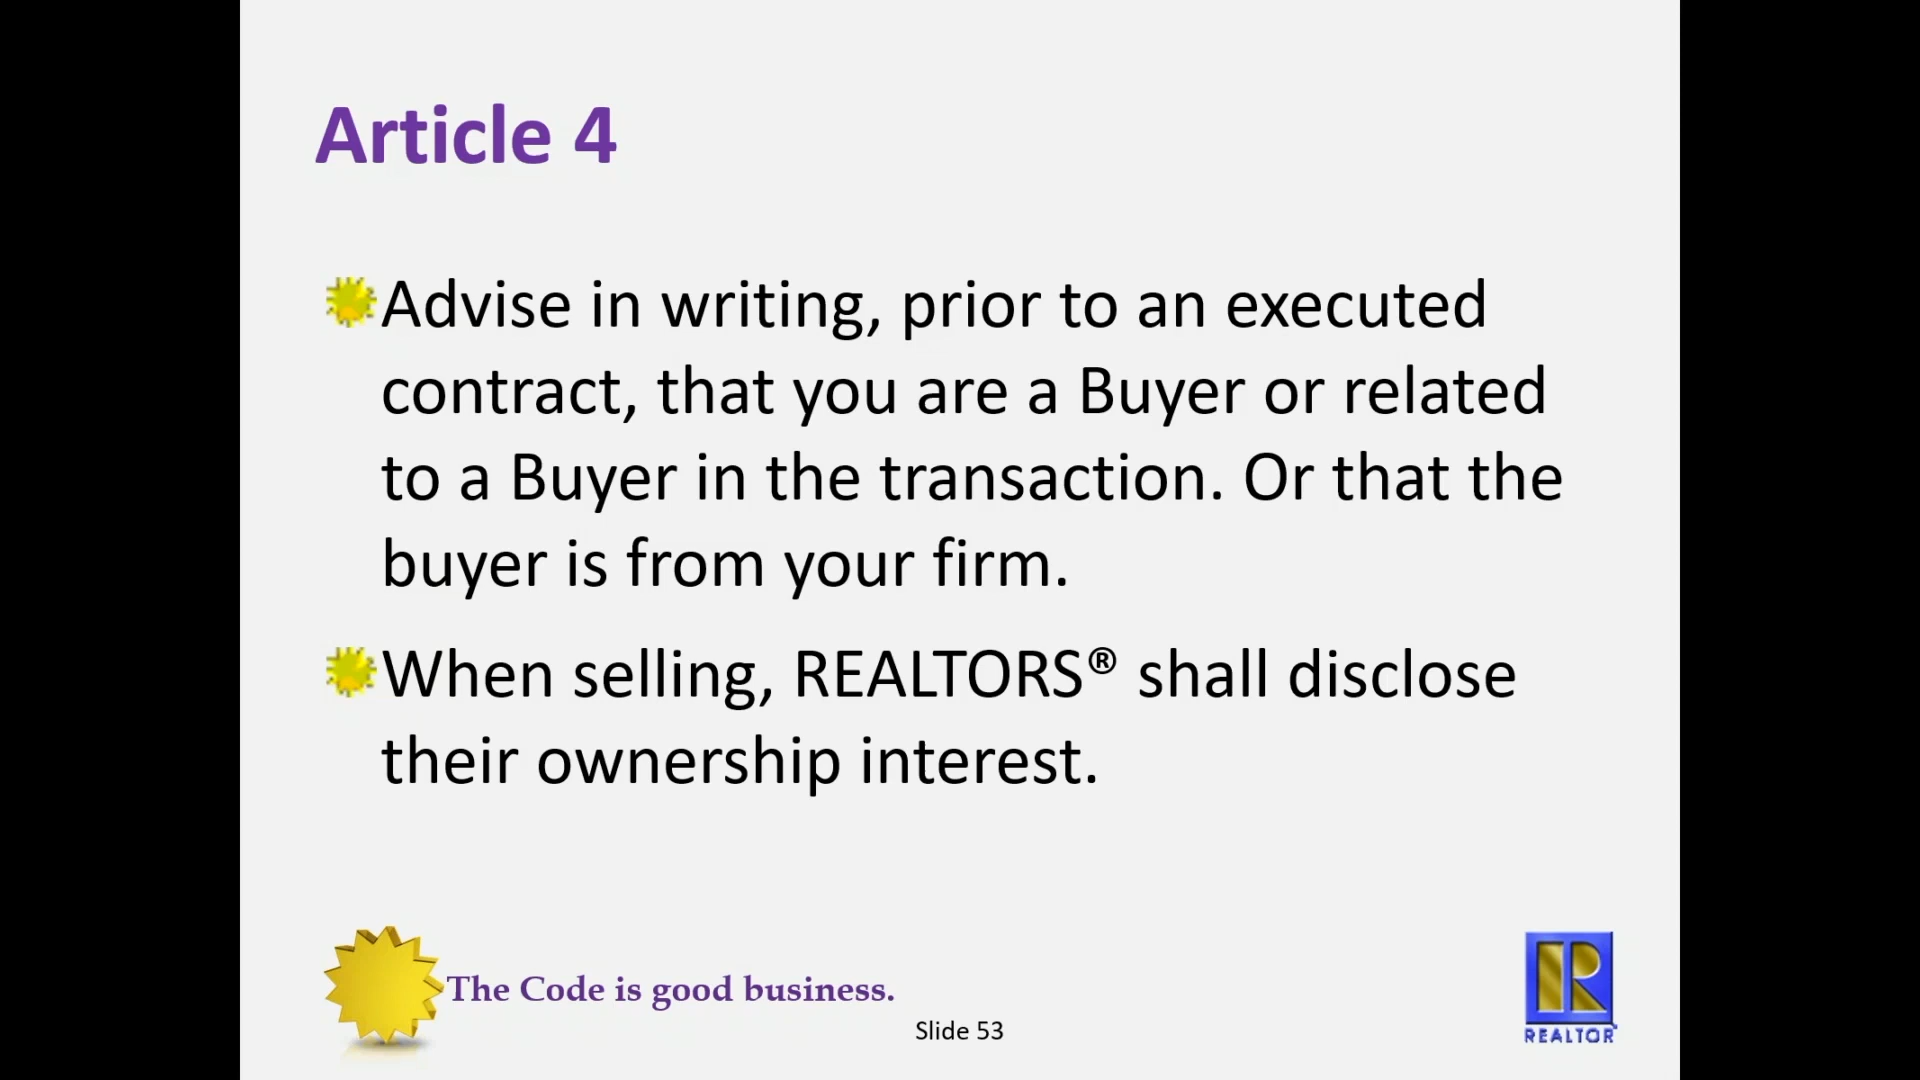 Article 4
Advise in writing, prior to an executed
contract, that you are a Buyer or related
to a Buyer in the transaction. Or that the
buyer is from your firm.
When selling, REALTORS® shall disclose
their ownership interest.
The Code is good business.
Slide 53
R
REALTOR